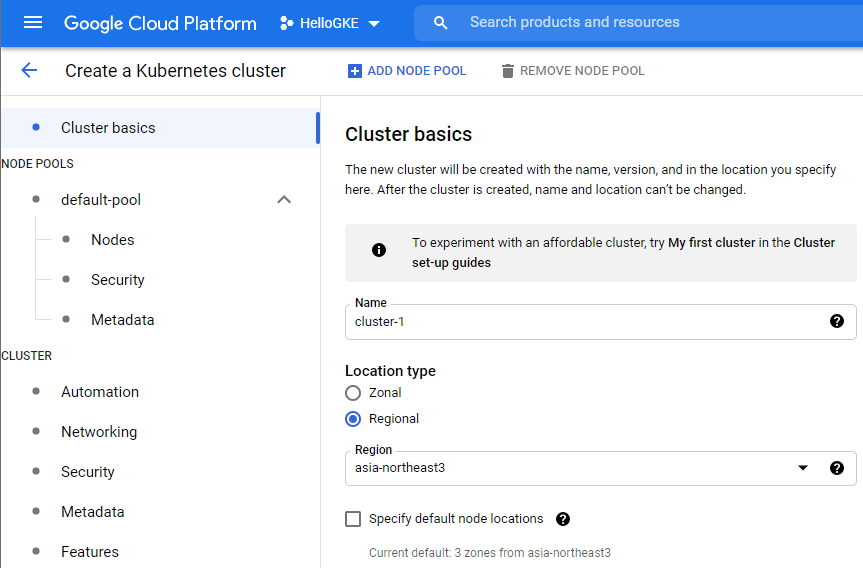 Google Cloud Platform
HelloGKE
Search products and resources
Create a Kubernetes cluster
ADD NODE POOL
REMOVE NODE POOL
Cluster basics
NODE POOLS
default-pool
Nodes
Security
Metadata
CLUSTER
Automation
Networking
Security
Metadata
Features
Cluster basics
The new cluster will be created with the name, version, and in the location you specify
here. After the cluster is created, name and location can't be changed.
To experiment with an affordable cluster, try My first cluster in the Cluster
set-up guides
Name
cluster-1
Location type
Zonal
Regional
Region
asia-northeast3
Specify default node locations
Current default: 3 zones from asia-northeast3